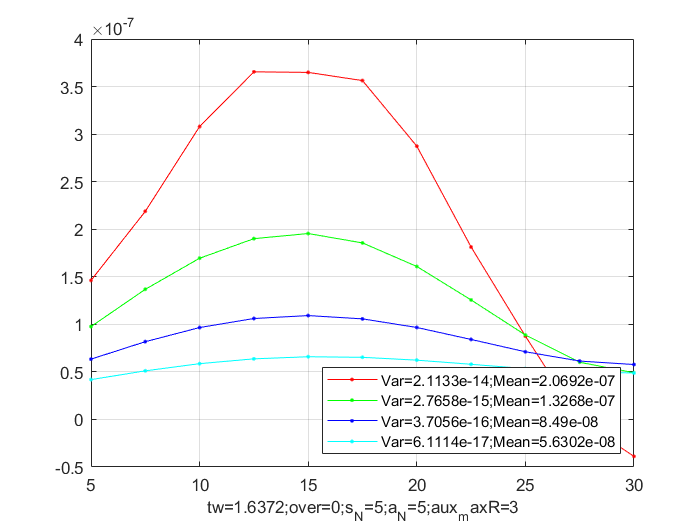 ×10-7
4
3.5
3
2.5
2
1.5
1
0.5
0
-0.5
5 10 15 20 25 30
Var=2.1133e-14;Mean=2.0692e-07
Var=2.7658e-15;Mean=1.3268e-07
Var=3.7056e-16;Mean=8.49e-08
Var=6.1114e-17;Mean=5.6302e-08
tw=1.6372;over=0;sN=5;aN=5;auxmaxR=3